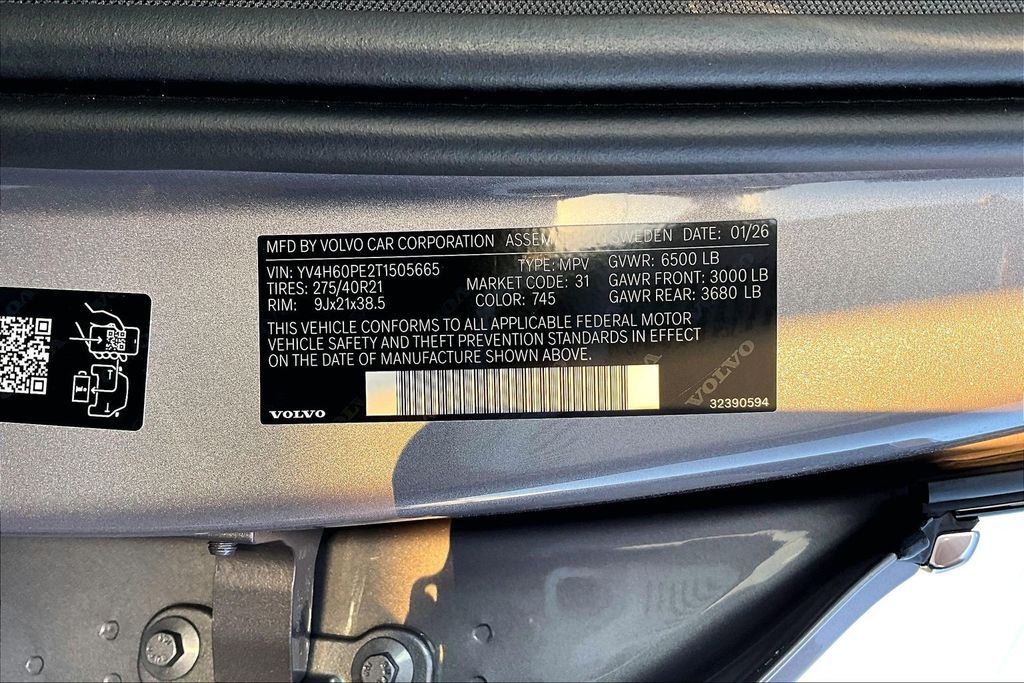 MFD BY VOLVO CAR CORPORATION ASSEM SWEDEN DATE: 01/26
VIN: YV4H60PE2T1505665 TYPE: MPV GVWR: 6500 LB
TIRES: 275/40R21 MARKET CODE: 31 GAWR FRONT: 3000 LB
RIM: 9Jx21x38.5 COLOR: 745 GAWR REAR: 3680 LB
THIS VEHICLE CONFORMS TO ALL APPLICABLE FEDERAL MOTOR
VEHICLE SAFETY AND THEFT PREVENTION STANDARDS IN EFFECT
ON THE DATE OF MANUFACTURE SHOWN ABOVE.
VOLVO
VOLVO
32390594